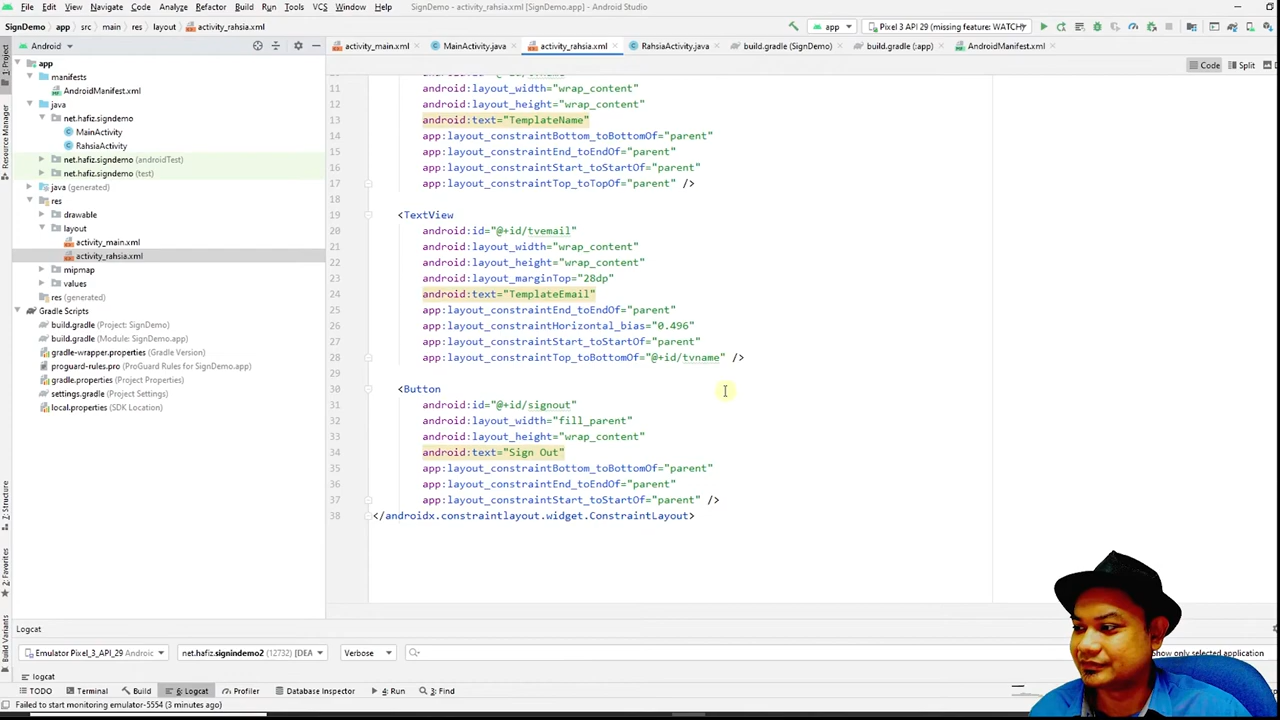 File Edit View Navigate Code Analyze Refactor Build Run Tools VCS Window Help SignDemo - activity_rahsia.xml [SignDemo.app] - Android Studio
SignDemo app src main res layout activity_rahsia.xml
app Pixel 3 API 29 (missing feature: WATCH)
Android
activity_main.xml MainActivity.java activity_rahsia.xml RahsiaActivity.java build.gradle (SignDemo) build.gradle (:app) AndroidManifest.xml
Code Split
1: Project
Resource Manager
Z: Structure
2: Favorites
Build Variants
app
manifests
AndroidManifest.xml
java
net.hafiz.signdemo
MainActivity
RahsiaActivity
net.hafiz.signdemo (androidTest)
net.hafiz.signdemo (test)
java (generated)
res
drawable
layout
activity_main.xml
activity_rahsia.xml
mipmap
values
res (generated)
Gradle Scripts
build.gradle (Project: SignDemo)
build.gradle (Module: SignDemo.app)
gradle-wrapper.properties (Gradle Version)
proguard-rules.pro (ProGuard Rules for SignDemo.app)
gradle.properties (Project Properties)
settings.gradle (Project Settings)
local.properties (SDK Location)
11 android:layout_width="wrap_content"
12 android:layout_height="wrap_content"
13 android:text="TemplateName"
14 app:layout_constraintBottom_toBottomOf="parent"
15 app:layout_constraintEnd_toEndOf="parent"
16 app:layout_constraintStart_toStartOf="parent"
17 app:layout_constraintTop_toTopOf="parent" />
18
19 <TextView
20 android:id="@+id/tvemail"
21 android:layout_width="wrap_content"
22 android:layout_height="wrap_content"
23 android:layout_marginTop="28dp"
24 android:text="TemplateEmail"
25 app:layout_constraintEnd_toEndOf="parent"
26 app:layout_constraintHorizontal_bias="0.496"
27 app:layout_constraintStart_toStartOf="parent"
28 app:layout_constraintTop_toBottomOf="@+id/tvname" />
29
30 <Button
31 android:id="@+id/signout"
32 android:layout_width="fill_parent"
33 android:layout_height="wrap_content"
34 android:text="Sign Out"
35 app:layout_constraintBottom_toBottomOf="parent"
36 app:layout_constraintEnd_toEndOf="parent"
37 app:layout_constraintStart_toStartOf="parent" />
38 </androidx.constraintlayout.widget.ConstraintLayout>
Logcat
Emulator Pixel_3_API_29 Androic net.hafiz.signindemo2 (12732) [DEA Verbose Show only selected application
logcat
TODO Terminal Build 6: Logcat Profiler Database Inspector 4: Run 3: Find
Failed to start monitoring emulator-5554 (3 minutes ago)